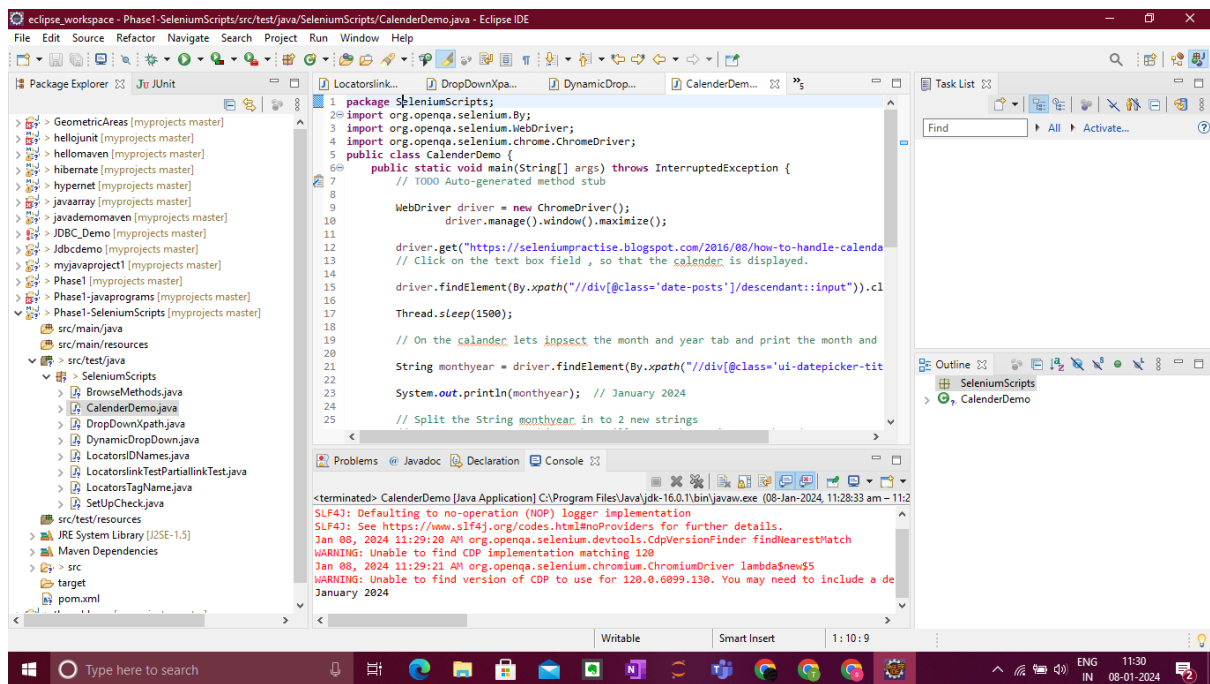 eclipse_workspace - Phase1-SeleniumScripts/src/test/java/SeleniumScripts/CalenderDemo.java - Eclipse IDE
File Edit Source Refactor Navigate Search Project Run Window Help
Package Explorer JUnit
> GeometricAreas [myprojects master]
> hellojunit [myprojects master]
> hellomaven [myprojects master]
> hibernate [myprojects master]
> hypernet [myprojects master]
> javaarray [myprojects master]
> javademomaven [myprojects master]
> JDBC_Demo [myprojects master]
> Jdbcdemo [myprojects master]
> myjavaproject1 [myprojects master]
> Phase1 [myprojects master]
> Phase1-javaprograms [myprojects master]
> Phase1-SeleniumScripts [myprojects master]
src/main/java
src/main/resources
> src/test/java
> SeleniumScripts
BrowseMethods.java
CalenderDemo.java
DropDownXpath.java
DynamicDropDown.java
LocatorsIDNames.java
LocatorslinkTestPartiallinkTest.java
LocatorsTagName.java
SetUpCheck.java
src/test/resources
JRE System Library [J2SE-1.5]
Maven Dependencies
> src
target
pom.xml
Locatorslink... DropDownXpa... DynamicDrop... CalenderDem... »5
1 package SeleniumScripts;
2 import org.openqa.selenium.By;
3 import org.openqa.selenium.WebDriver;
4 import org.openqa.selenium.chrome.ChromeDriver;
5 public class CalenderDemo {
6 public static void main(String[] args) throws InterruptedException {
7 // TODO Auto-generated method stub
8
9 WebDriver driver = new ChromeDriver();
10 driver.manage().window().maximize();
11
12 driver.get("https://seleniumpractise.blogspot.com/2016/08/how-to-handle-calenda
13 // Click on the text box field , so that the calender is displayed.
14
15 driver.findElement(By.xpath("//div[@class='date-posts']/descendant::input")).cl
16
17 Thread.sleep(1500);
18
19 // On the calander lets inpsect the month and year tab and print the month and
20
21 String monthyear = driver.findElement(By.xpath("//div[@class='ui-datepicker-tit
22
23 System.out.println(monthyear); // January 2024
24
25 // Split the String monthyear in to 2 new strings
Problems Javadoc Declaration Console
<terminated> CalenderDemo [Java Application] C:\Program Files\Java\jdk-16.0.1\bin\javaw.exe (08-Jan-2024, 11:28:33 am – 11:2
SLF4J: Defaulting to no-operation (NOP) logger implementation
SLF4J: See https://www.slf4j.org/codes.html#noProviders for further details.
Jan 08, 2024 11:29:20 AM org.openqa.selenium.devtools.CdpVersionFinder findNearestMatch
WARNING: Unable to find CDP implementation matching 120
Jan 08, 2024 11:29:21 AM org.openqa.selenium.chromium.ChromiumDriver lambda$new$5
WARNING: Unable to find version of CDP to use for 120.0.6099.130. You may need to include a de
January 2024
Task List
Find All Activate...
Outline
SeleniumScripts
CalenderDemo
Writable Smart Insert 1 : 10 : 9
Type here to search
ENG
IN
11:30
08-01-2024
2